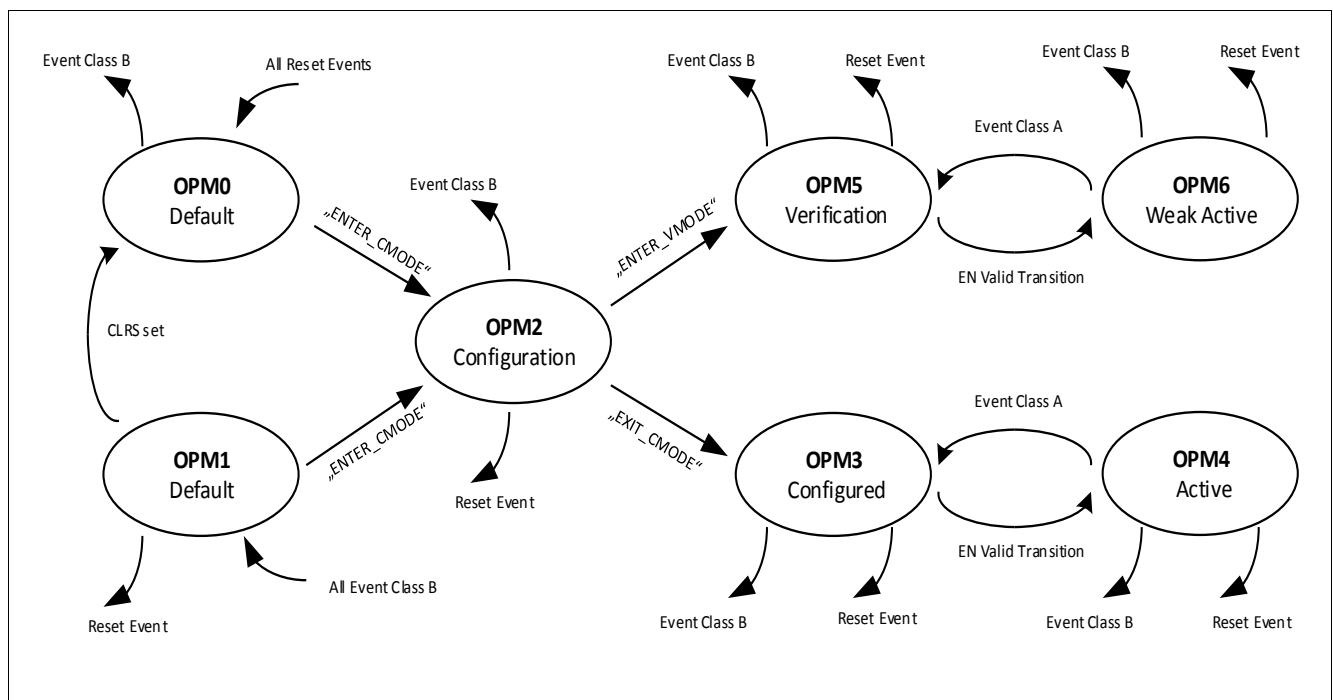 Event Class B
All Reset Events
OPM0
Default
„ENTER_CMODE“
CLRS set
OPM1
Default
„ENTER_CMODE“
Reset Event
All Event Class B
Event Class B
OPM2
Configuration
Reset Event
„ENTER_VMODE“
„EXIT_CMODE“
Event Class B
Reset Event
OPM5
Verification
Event Class A
EN Valid Transition
Event Class B
Reset Event
OPM6
Weak Active
OPM3
Configured
Event Class B
Reset Event
Event Class A
EN Valid Transition
OPM4
Active
Event Class B
Reset Event